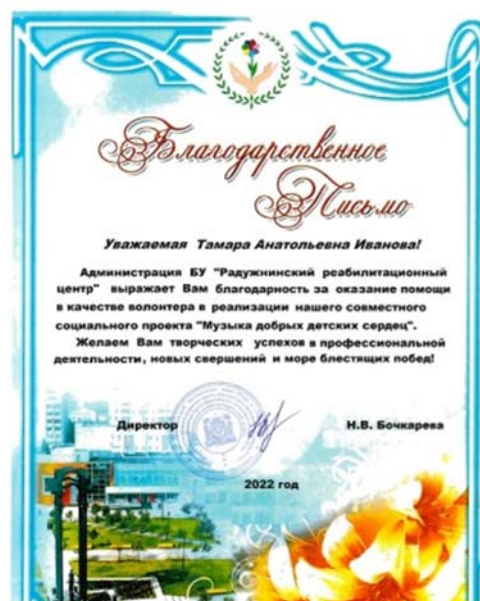 Благодарственное
Письмо
Уважаемая Тамара Анатольевна Иванова!
Администрация БУ "Радужнинский реабилитационный
центр" выражает Вам благодарность за оказание помощи
в качестве волонтера в реализации нашего совместного
социального проекта "Музыка добрых детских сердец".
Желаем Вам творческих успехов в профессиональной
деятельности, новых свершений и море блестящих побед!
Директор Н.В. Бочкарева
2022 год